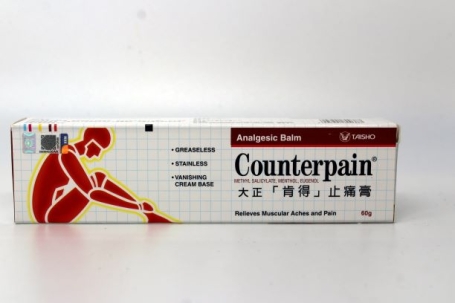 • GREASELESS
• STAINLESS
• VANISHING
CREAM BASE
Analgesic Balm
TAISHO
Counterpain®
METHYL SALICYLATE, MENTHOL, EUGENOL
大正「肯得」止痛膏
Relieves Muscular Aches and Pain
60g